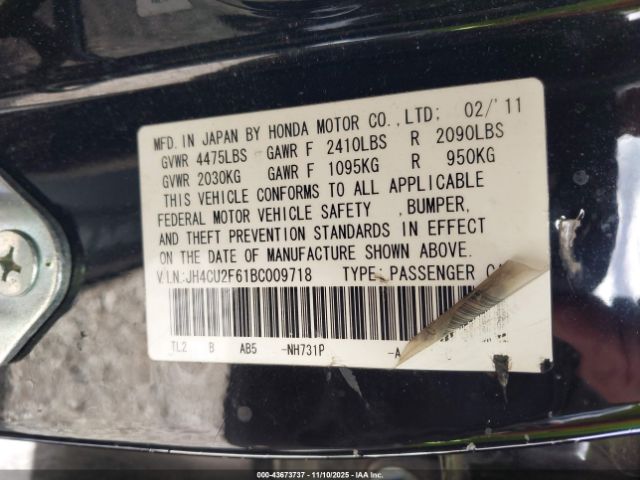 MFD. IN JAPAN BY HONDA MOTOR CO.,LTD; 02/'11
GVWR 4475LBS GAWR F 2410LBS R 2090LBS
GVWR 2030KG GAWR F 1095KG R 950KG
THIS VEHICLE CONFORMS TO ALL APPLICABLE
FEDERAL MOTOR VEHICLE SAFETY ,BUMPER,
AND THEFT PREVENTION STANDARDS IN EFFECT
ON THE DATE OF MANUFACTURE SHOWN ABOVE.
V.I.N.:JH4CU2F61BC009718 TYPE: PASSENGER CA
TL2 B AB5 -NH731P -A
000-43673737 - 11/10/2025 - IAA Inc.